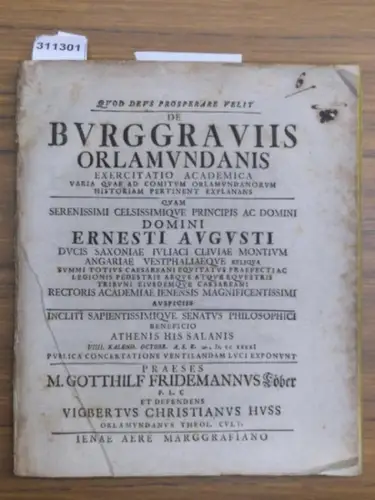 311301
QVOD DEVS PROSPERARE VELIT
DE
BVRGGRAVIIS
ORLAMVNDANIS
EXERCITATIO ACADEMICA
VARIA QVAE AD COMITVM ORLAMVNDANORVM
HISTORIAM PERTINENT EXPLANANS
QVAM
SERENISSIMI CELSISSIMIQVE PRINCIPIS AC DOMINI
DOMINI
ERNESTI AVGVSTI
DVCIS SAXONIAE IVLIACI CLIVIAE MONTIVM
ANGARIAE VESTPHALIAEQVE RELIQVA
SVMMI TOTIVS CAESAREANI EQVITATVS PRAEFECTI AC
LEGIONIS PEDESTRIS AEQVE ATQVE EQVESTRIS
TRIBVNI EIVSDEMQVE CAESAREANI
RECTORIS ACADEMIAE IENENSIS MAGNIFICENTISSIMI
AVSPICIIS
INCLITI SAPIENTISSIMIQVE SENATVS PHILOSOPHICI
BENEFICIO
ATHENIS HIS SALANIS
KALEND. OCTOBR. A. E. R.
PVBLICA CONCERTATIONE VENTILANDAM LVCI EXPONVNT
PRAESES
M. GOTTHILF FRIDEMANNVS Löber
P. L. C
ET DEFENDENS
VIGBERTVS CHRISTIANVS HVSS
ORLAMVNDANVS THEOL. CVLT.
IENAE AERE MARGGRAFIANO